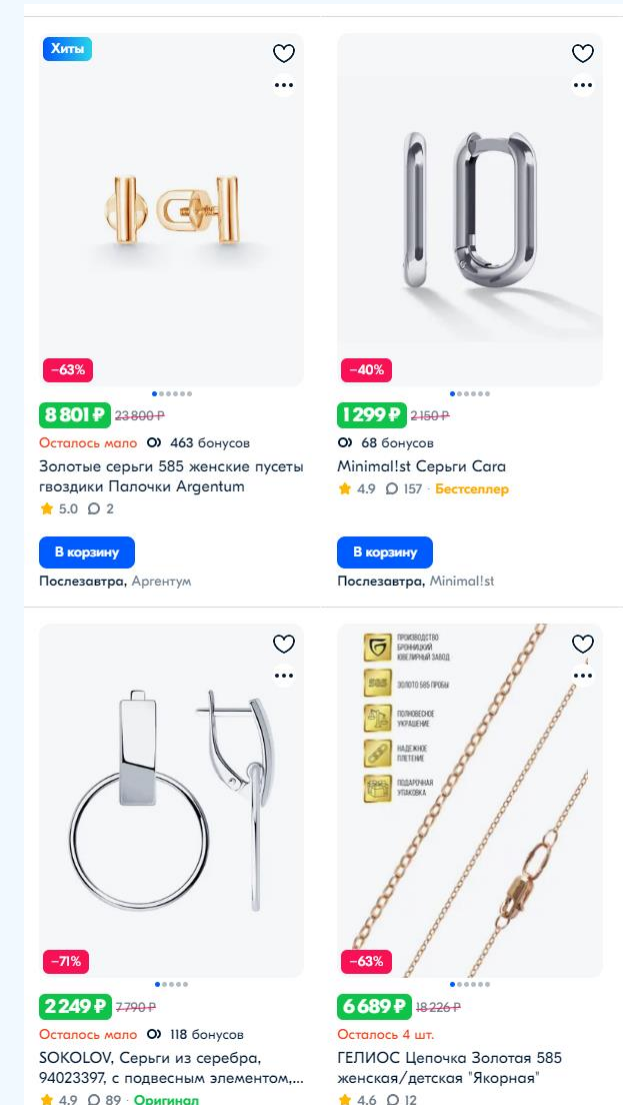 Хиты
–63%
8 801 ₽ 23 800 ₽
Осталось мало 463 бонусов
Золотые серьги 585 женские пусеты
гвоздики Палочки Argentum
5.0 2
В корзину
Послезавтра, Аргентум
–40%
1 299 ₽ 2 150 ₽
68 бонусов
Minimal!st Серьги Cara
4.9 157 · Бестселлер
В корзину
Послезавтра, Minimal!st
–71%
2 249 ₽ 7 790 ₽
Осталось мало 118 бонусов
SOKOLOV, Серьги из серебра,
94023397, с подвесным элементом,...
4.9 89 · Оригинал
ПРОИЗВОДСТВО
БРОННИЦКИЙ
ЮВЕЛИРНЫЙ ЗАВОД
585
ЗОЛОТО 585 ПРОБЫ
ПОЛНОВЕСНОЕ
УКРАШЕНИЕ
НАДЕЖНОЕ
ПЛЕТЕНИЕ
ПОДАРОЧНАЯ
УПАКОВКА
–63%
6 689 ₽ 18 226 ₽
Осталось 4 шт.
ГЕЛИОС Цепочка Золотая 585
женская/детская "Якорная"
4.6 12